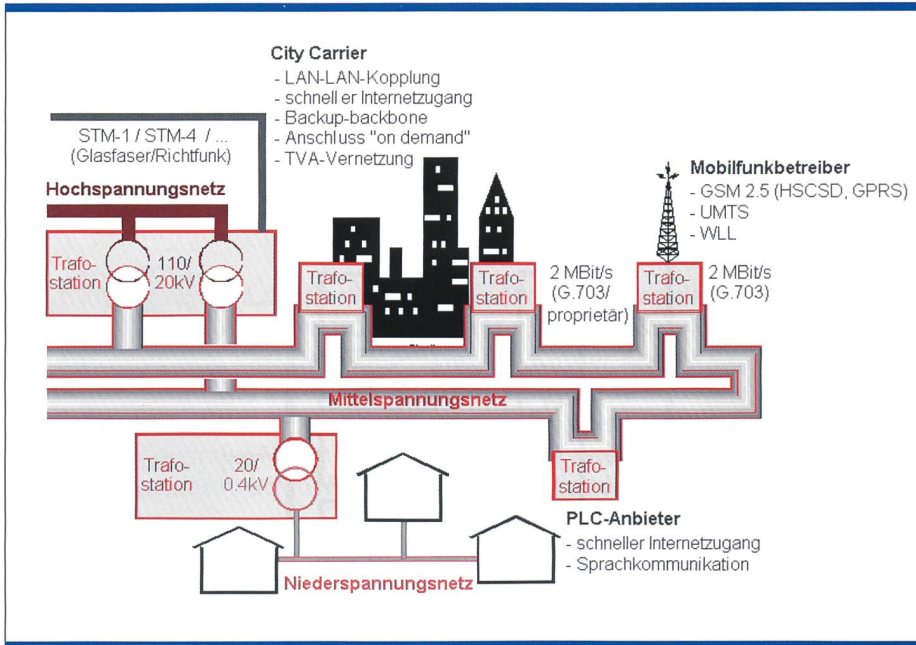 City Carrier
- LAN-LAN-Kopplung
- schneller Internetzugang
- Backup-backbone
- Anschluss "on demand"
- TVA-Vernetzung
STM-1 / STM-4 / ...
(Glasfaser/Richtfunk)
Hochspannungsnetz
Trafo-
station
110/
20kV
Trafo-
station
Trafo-
station
2 MBit/s
(G.703/
proprietär)
Mobilfunkbetreiber
- GSM 2.5 (HSCSD, GPRS)
- UMTS
- WLL
Trafo-
station
2 MBit/s
(G.703)
Mittelspannungsnetz
Trafo-
station
20/
0.4kV
Trafo-
station
PLC-Anbieter
- schneller Internetzugang
- Sprachkommunikation
Niederspannungsnetz